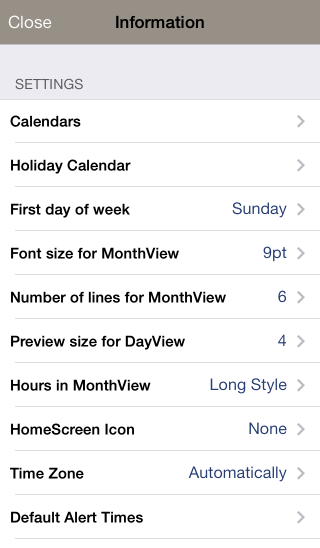 Close Information
SETTINGS
Calendars
Holiday Calendar
First day of week Sunday
Font size for MonthView 9pt
Number of lines for MonthView 6
Preview size for DayView 4
Hours in MonthView Long Style
HomeScreen Icon None
Time Zone Automatically
Default Alert Times